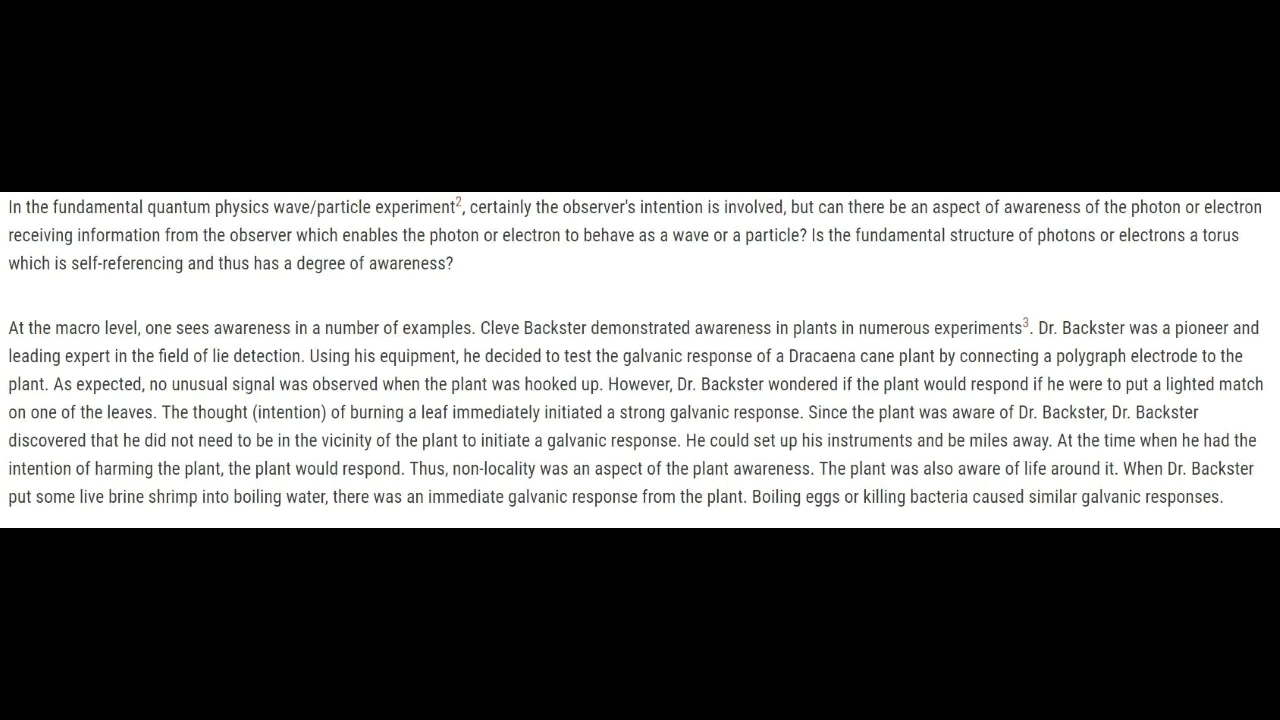 In the fundamental quantum physics wave/particle experiment2, certainly the observer's intention is involved, but can there be an aspect of awareness of the photon or electron
receiving information from the observer which enables the photon or electron to behave as a wave or a particle? Is the fundamental structure of photons or electrons a torus
which is self-referencing and thus has a degree of awareness?
At the macro level, one sees awareness in a number of examples. Cleve Backster demonstrated awareness in plants in numerous experiments3. Dr. Backster was a pioneer and
leading expert in the field of lie detection. Using his equipment, he decided to test the galvanic response of a Dracaena cane plant by connecting a polygraph electrode to the
plant. As expected, no unusual signal was observed when the plant was hooked up. However, Dr. Backster wondered if the plant would respond if he were to put a lighted match
on one of the leaves. The thought (intention) of burning a leaf immediately initiated a strong galvanic response. Since the plant was aware of Dr. Backster, Dr. Backster
discovered that he did not need to be in the vicinity of the plant to initiate a galvanic response. He could set up his instruments and be miles away. At the time when he had the
intention of harming the plant, the plant would respond. Thus, non-locality was an aspect of the plant awareness. The plant was also aware of life around it. When Dr. Backster
put some live brine shrimp into boiling water, there was an immediate galvanic response from the plant. Boiling eggs or killing bacteria caused similar galvanic responses.